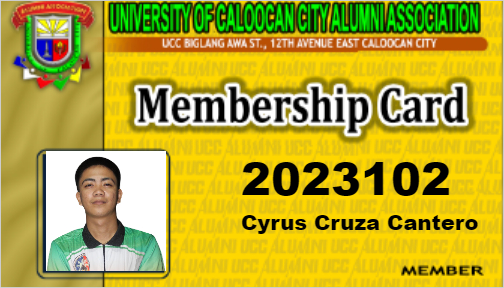 UNIVERSITY OF CALOOCAN CITY ALUMNI ASSOCIATION
UCC BIGLANG AWA ST., 12TH AVENUE EAST CALOOCAN CITY
Membership Card
2023102
Cyrus Cruza Cantero
MEMBER